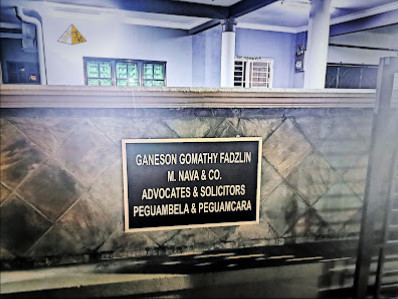 GANESON GOMATHY FADZLIN
M. NAVA & CO.
ADVOCATES & SOLICITORS
PEGUAMBELA & PEGUAMCARA